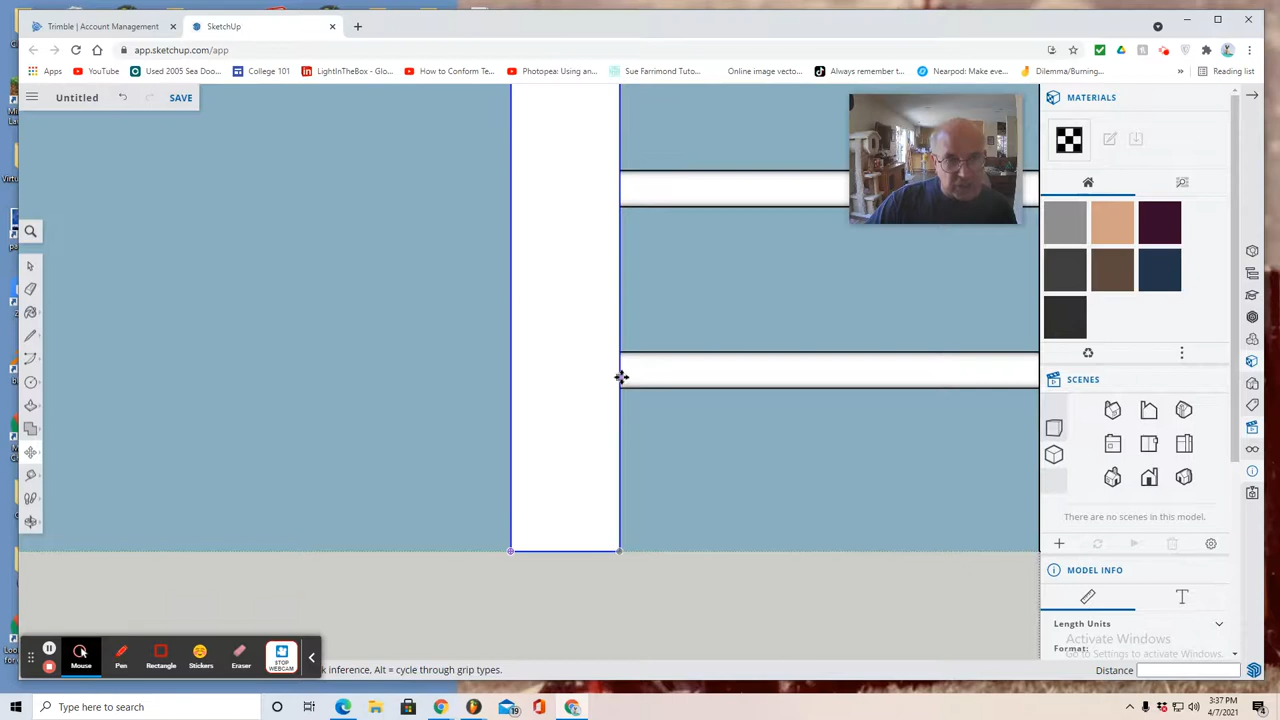 Trimble | Account Management
SketchUp
app.sketchup.com/app
Apps
YouTube
Used 2005 Sea Doo...
College 101
LightInTheBox - Glo...
How to Conform Te...
Photopea: Using an...
Sue Farrimond Tuto...
Online image vecto...
Always remember t...
Nearpod: Make eve...
Dilemma/Burning...
»
Reading list
Untitled
SAVE
MATERIALS
SCENES
There are no scenes in this model.
MODEL INFO
Length Units
Format:
Activate Windows
Go to Settings to activate Windows.
Mouse
Pen
Rectangle
Stickers
Eraser
STOP
WEBCAM
k inference, Alt = cycle through grip types.
Distance
Type here to search
19
3:37 PM
4/7/2021
4